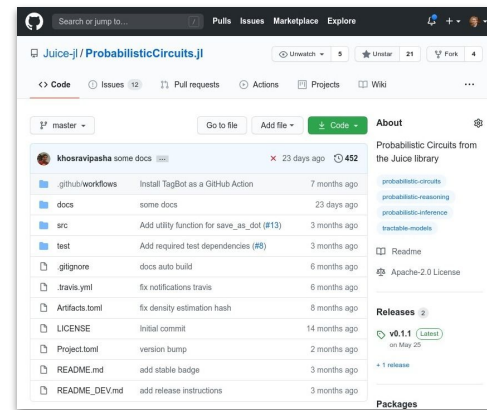 Search or jump to... / Pulls Issues Marketplace Explore
Juice-jl / ProbabilisticCircuits.jl Unwatch 5 Unstar 21 Fork 4
Code Issues 12 Pull requests Actions Projects Wiki ...
master Go to file Add file Code
khosravipasha some docs ... 23 days ago 452
.github/workflows Install TagBot as a GitHub Action 7 months ago
docs some docs 23 days ago
src Add utility function for save_as_dot (#13) 3 months ago
test Add required test dependencies (#8) 3 months ago
.gitignore docs auto build 6 months ago
.travis.yml fix notifications travis 6 months ago
Artifacts.toml fix density estimation hash 8 months ago
LICENSE Initial commit 14 months ago
Project.toml version bump 2 months ago
README.md add stable badge 3 months ago
README_DEV.md add release instructions 3 months ago
About
Probabilistic Circuits from
the Juice library
probabilistic-circuits
probabilistic-reasoning
probabilistic-inference
tractable-models
Readme
Apache-2.0 License
Releases 2
v0.1.1 Latest
on May 25
+ 1 release
Packages